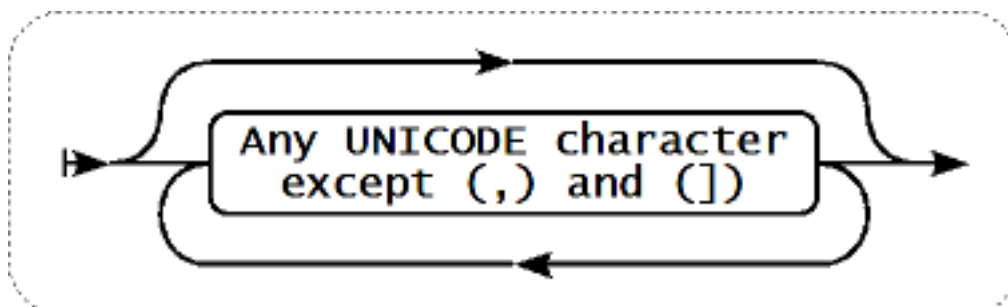 Any UNICODE character
except (,) and (])